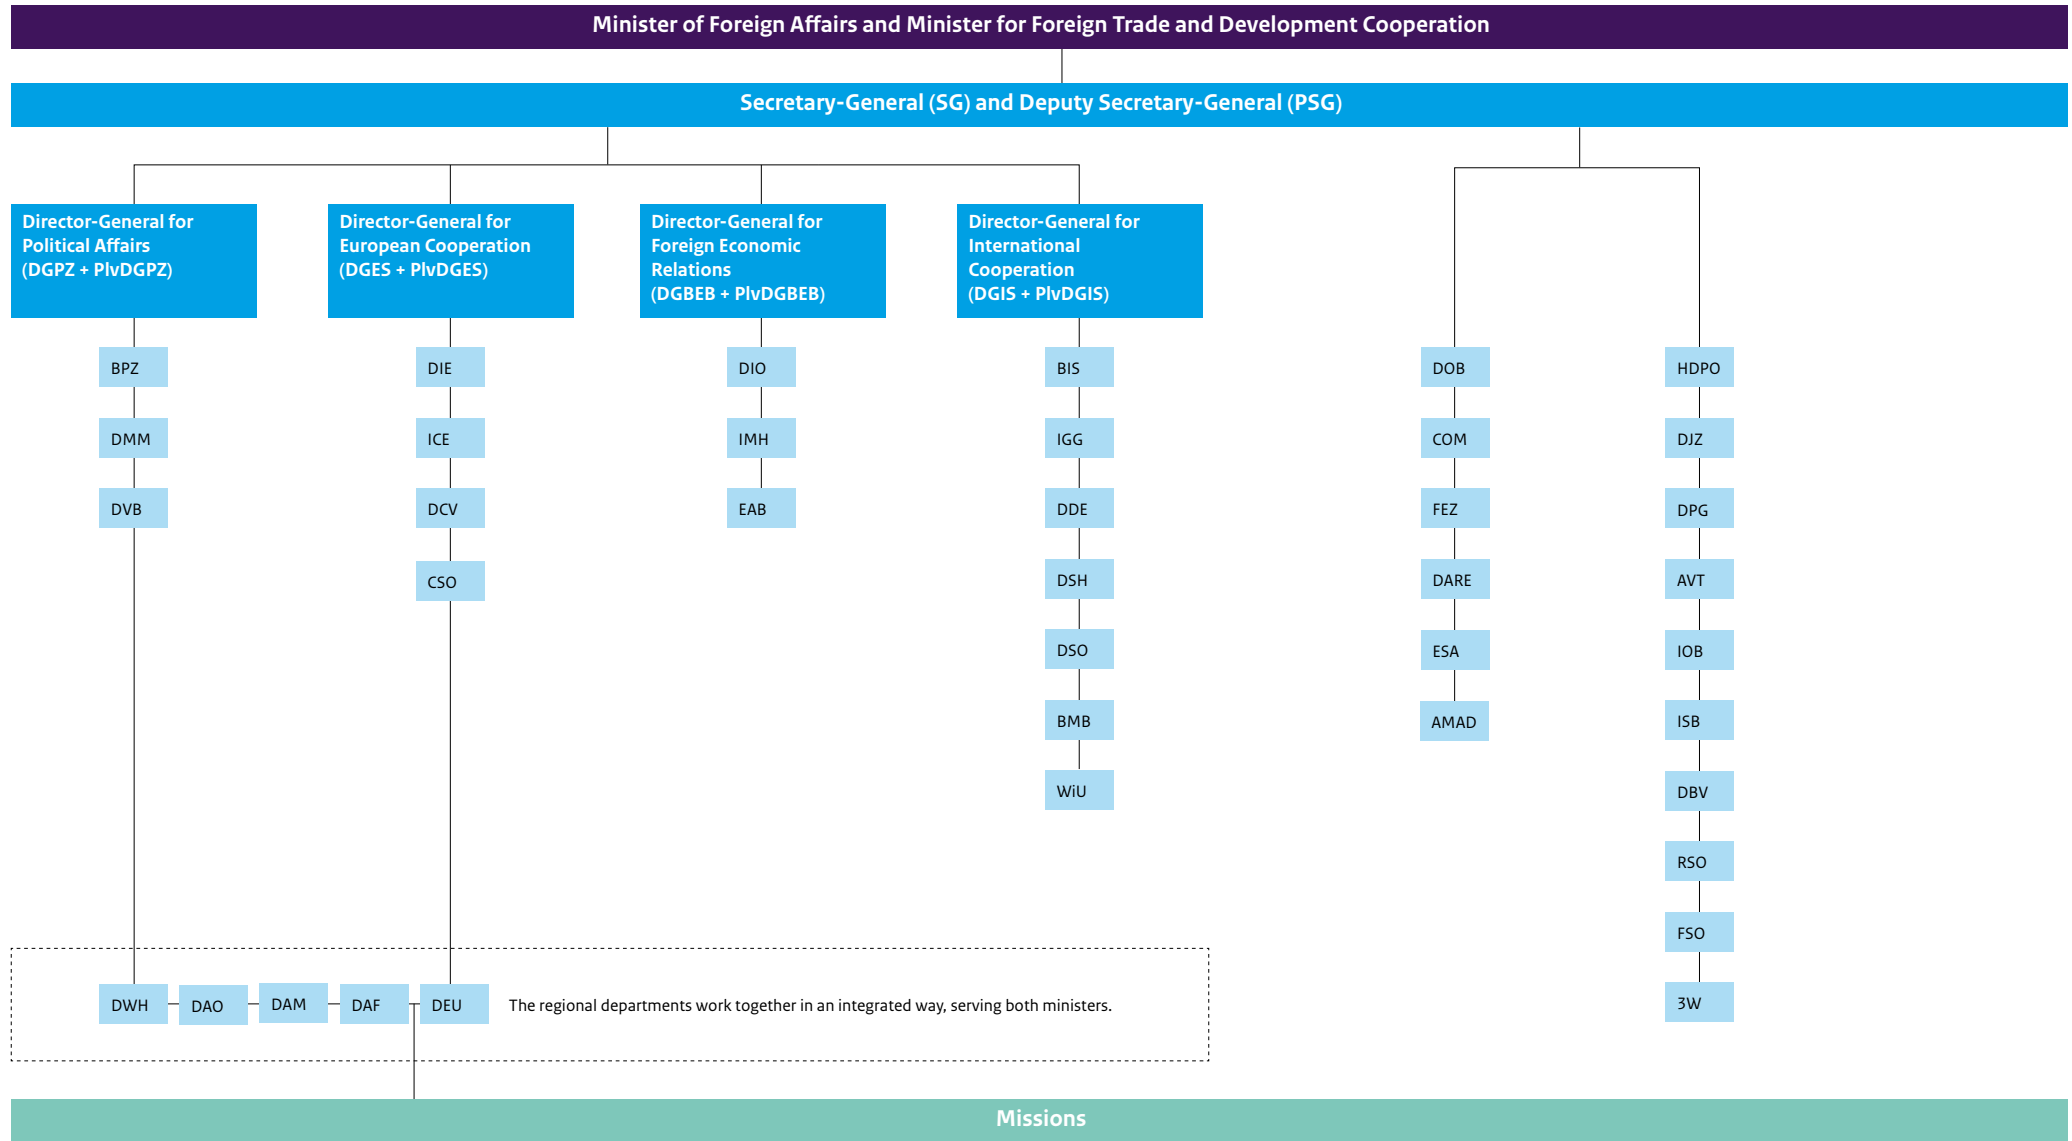 Minister of Foreign Affairs and Minister for Foreign Trade and Development Cooperation
Secretary-General (SG) and Deputy Secretary-General (PSG)
Director-General for
Political Affairs
(DGPZ + PlvDGPZ)
Director-General for
European Cooperation
(DGES + PlvDGES)
Director-General for
Foreign Economic
Relations
(DGBEB + PlvDGBEB)
Director-General for
International
Cooperation
(DGIS + PlvDGIS)
BPZ
DMM
DVB
DIE
ICE
DCV
CSO
DIO
IMH
EAB
BIS
IGG
DDE
DSH
DSO
BMB
WiU
DOB
COM
FEZ
DARE
ESA
AMAD
HDPO
DJZ
DPG
AVT
IOB
ISB
DBV
RSO
FSO
3W
DWH
DAO
DAM
DAF
DEU
The regional departments work together in an integrated way, serving both ministers.
Missions